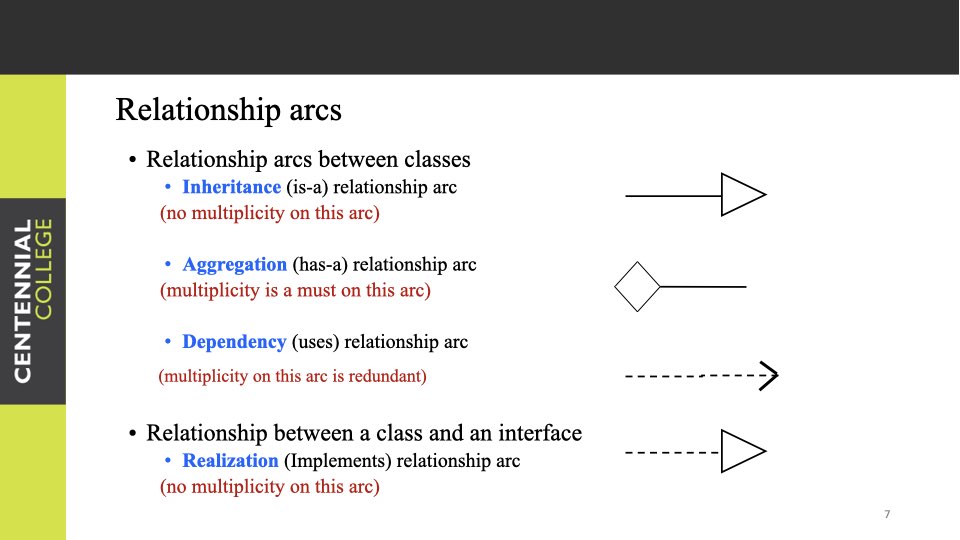 Relationship arcs
• Relationship arcs between classes
• Inheritance (is-a) relationship arc
(no multiplicity on this arc)
• Aggregation (has-a) relationship arc
(multiplicity is a must on this arc)
• Dependency (uses) relationship arc
(multiplicity on this arc is redundant)
• Relationship between a class and an interface
• Realization (Implements) relationship arc
(no multiplicity on this arc)
CENTENNIAL
COLLEGE
7